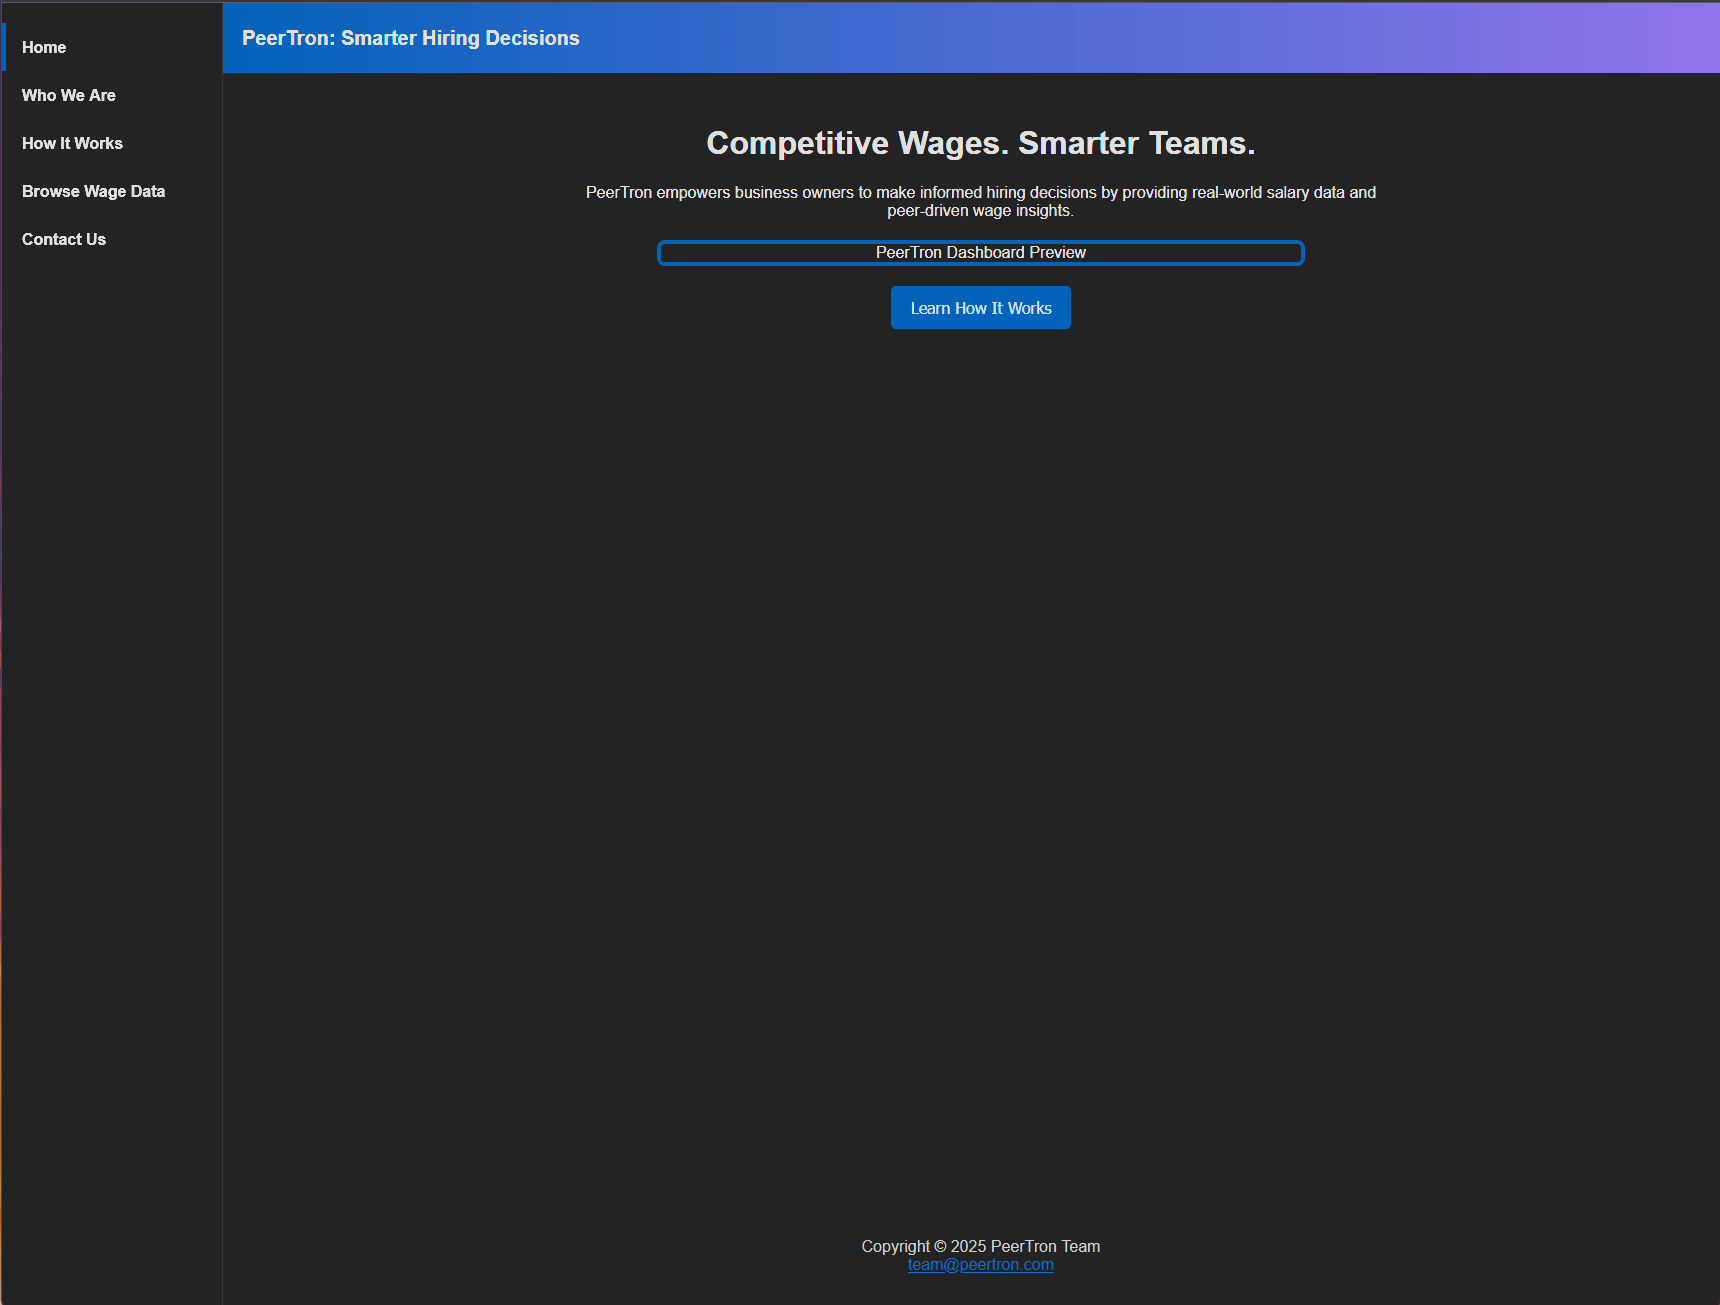 Home
Who We Are
How It Works
Browse Wage Data
Contact Us
PeerTron: Smarter Hiring Decisions
Competitive Wages. Smarter Teams.
PeerTron empowers business owners to make informed hiring decisions by providing real-world salary data and
peer-driven wage insights.
PeerTron Dashboard Preview
Learn How It Works
Copyright © 2025 PeerTron Team
team@peertron.com